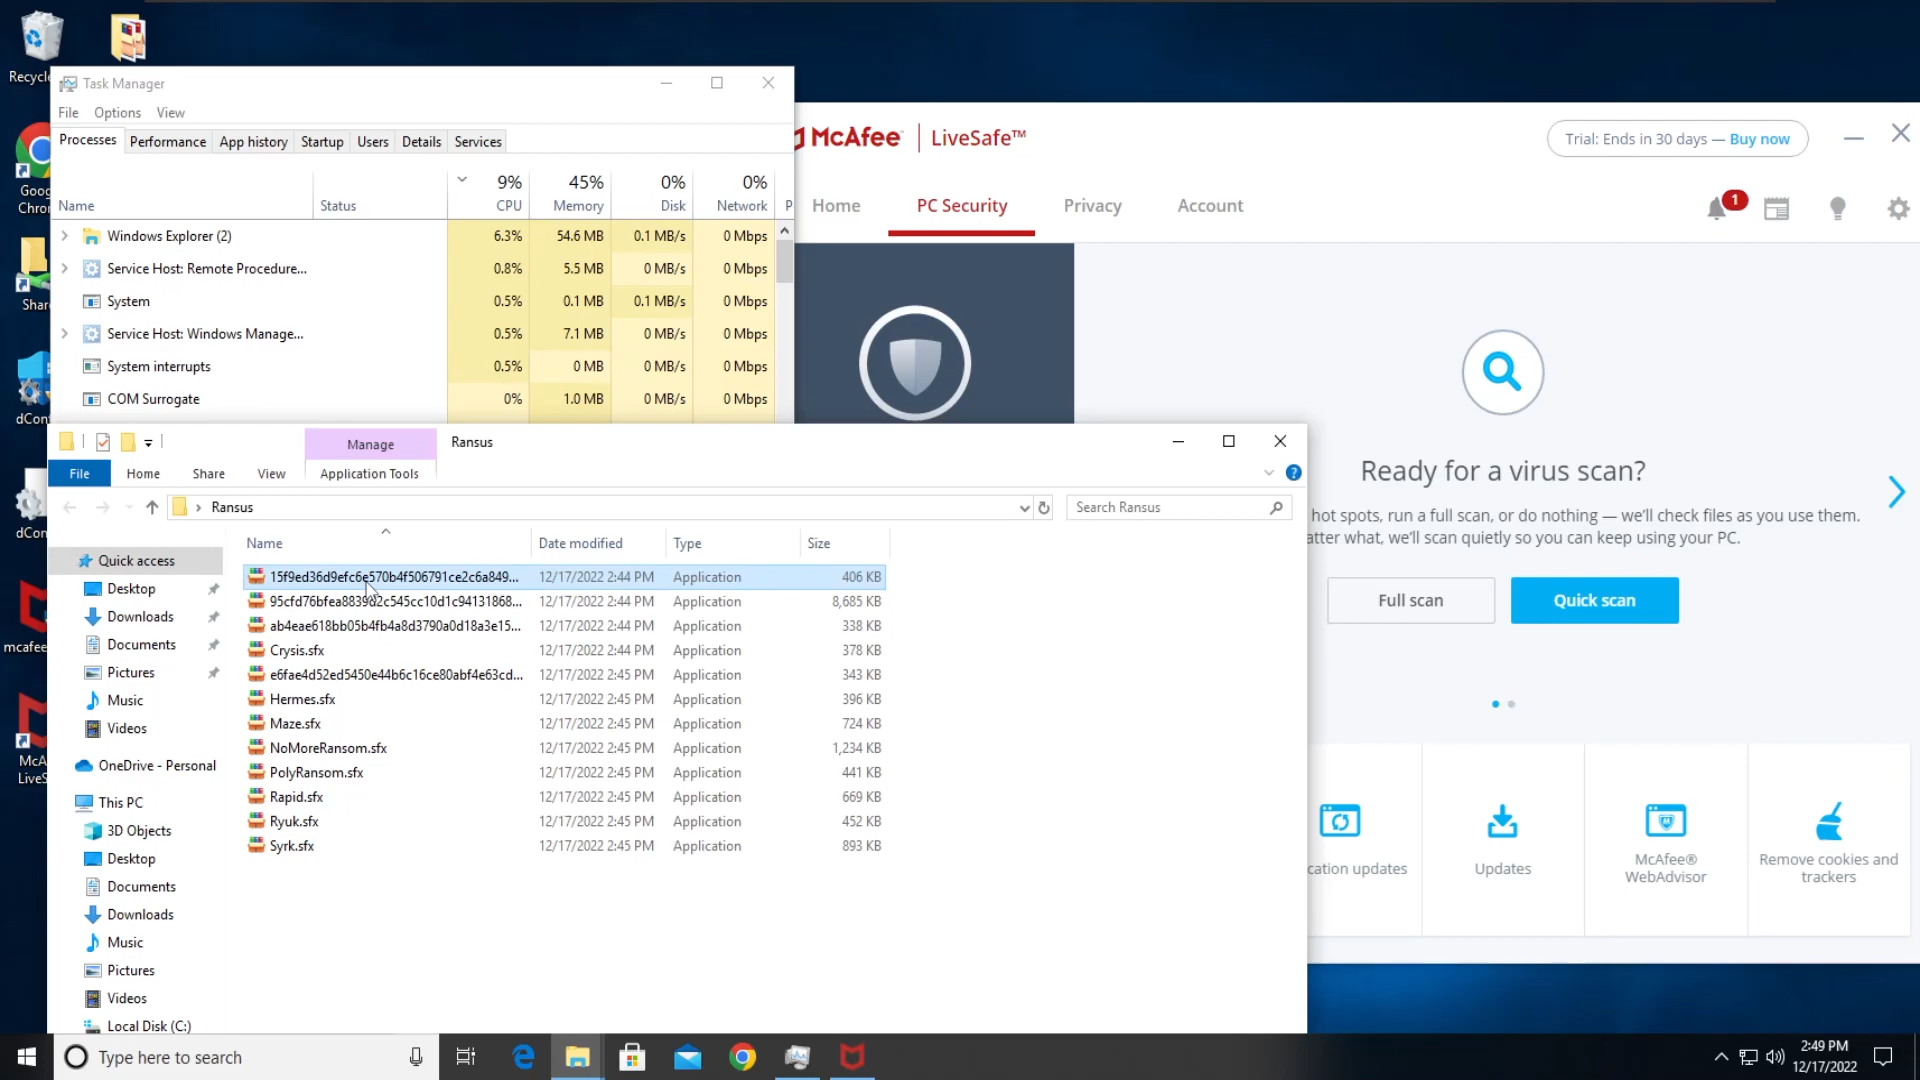 Recycle
Task Manager
File Options View
Processes Performance App history Startup Users Details Services
9% 45% 0% 0%
Name Status CPU Memory Disk Network P
Windows Explorer (2) 6.3% 54.6 MB 0.1 MB/s 0 Mbps
Service Host: Remote Procedure... 0.8% 5.5 MB 0 MB/s 0 Mbps
System 0.5% 0.1 MB 0.1 MB/s 0 Mbps
Service Host: Windows Manage... 0.5% 7.1 MB 0 MB/s 0 Mbps
System interrupts 0.5% 0 MB 0 MB/s 0 Mbps
COM Surrogate 0% 1.0 MB 0 MB/s 0 Mbps
Goog
Chron
Share
dCont
dCon
mcafee
McA
LiveS
McAfee LiveSafe™
Trial: Ends in 30 days — Buy now
Home PC Security Privacy Account
1
Ready for a virus scan?
hot spots, run a full scan, or do nothing — we'll check files as you use them.
atter what, we'll scan quietly so you can keep using your PC.
Full scan Quick scan
cation updates
Updates
McAfee®
WebAdvisor
Remove cookies and
trackers
Manage Ransus
File Home Share View Application Tools
Ransus
Search Ransus
Name Date modified Type Size
15f9ed36d9efc6e570b4f506791ce2c6a849... 12/17/2022 2:44 PM Application 406 KB
95cfd76bfea8839d2c545cc10d1c94131868... 12/17/2022 2:44 PM Application 8,685 KB
ab4eae618bb05b4fb4a8d3790a0d18a3e15... 12/17/2022 2:44 PM Application 338 KB
Crysis.sfx 12/17/2022 2:44 PM Application 378 KB
e6fae4d52ed5450e44b6c16ce80abf4e63cd... 12/17/2022 2:44 PM Application 343 KB
Hermes.sfx 12/17/2022 2:45 PM Application 396 KB
Maze.sfx 12/17/2022 2:45 PM Application 724 KB
NoMoreRansom.sfx 12/17/2022 2:45 PM Application 1,234 KB
PolyRansom.sfx 12/17/2022 2:45 PM Application 441 KB
Rapid.sfx 12/17/2022 2:45 PM Application 669 KB
Ryuk.sfx 12/17/2022 2:45 PM Application 452 KB
Syrk.sfx 12/17/2022 2:45 PM Application 893 KB
Quick access
Desktop
Downloads
Documents
Pictures
Music
Videos
OneDrive - Personal
This PC
3D Objects
Desktop
Documents
Downloads
Music
Pictures
Videos
Local Disk (C:)
Type here to search
2:49 PM
12/17/2022